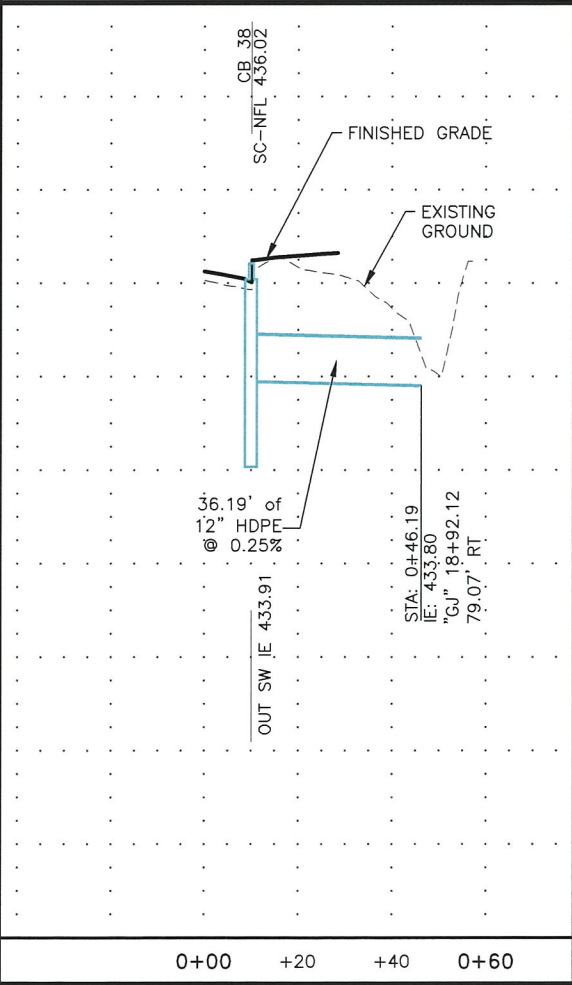 CB 38
SC-NFL 436.02
FINISHED GRADE
EXISTING
GROUND
36.19' of
12" HDPE
@ 0.25%
STA: 0+46.19
IE: 433.80
"GJ" 18+92.12
79.07' RT
OUT SW IE 433.91
0+00 +20 +40 0+60